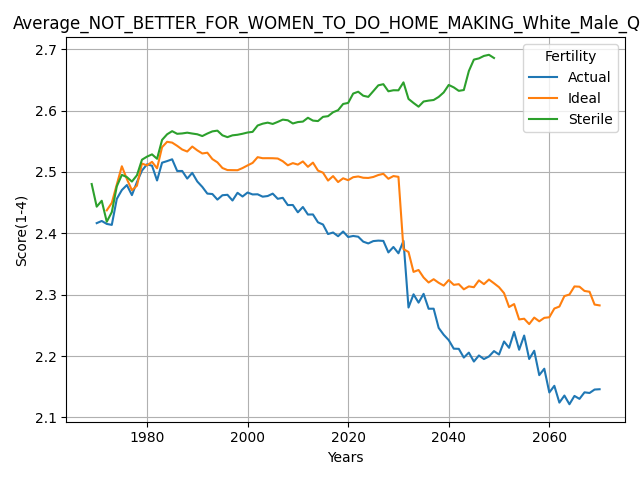 Average_NOT_BETTER_FOR_WOMEN_TO_DO_HOME_MAKING_White_Male_Q
2.7
2.6
2.5
2.4
2.3
2.2
2.1
Score(1-4)
Fertility
Actual
Ideal
Sterile
1980 2000 2020 2040 2060
Years